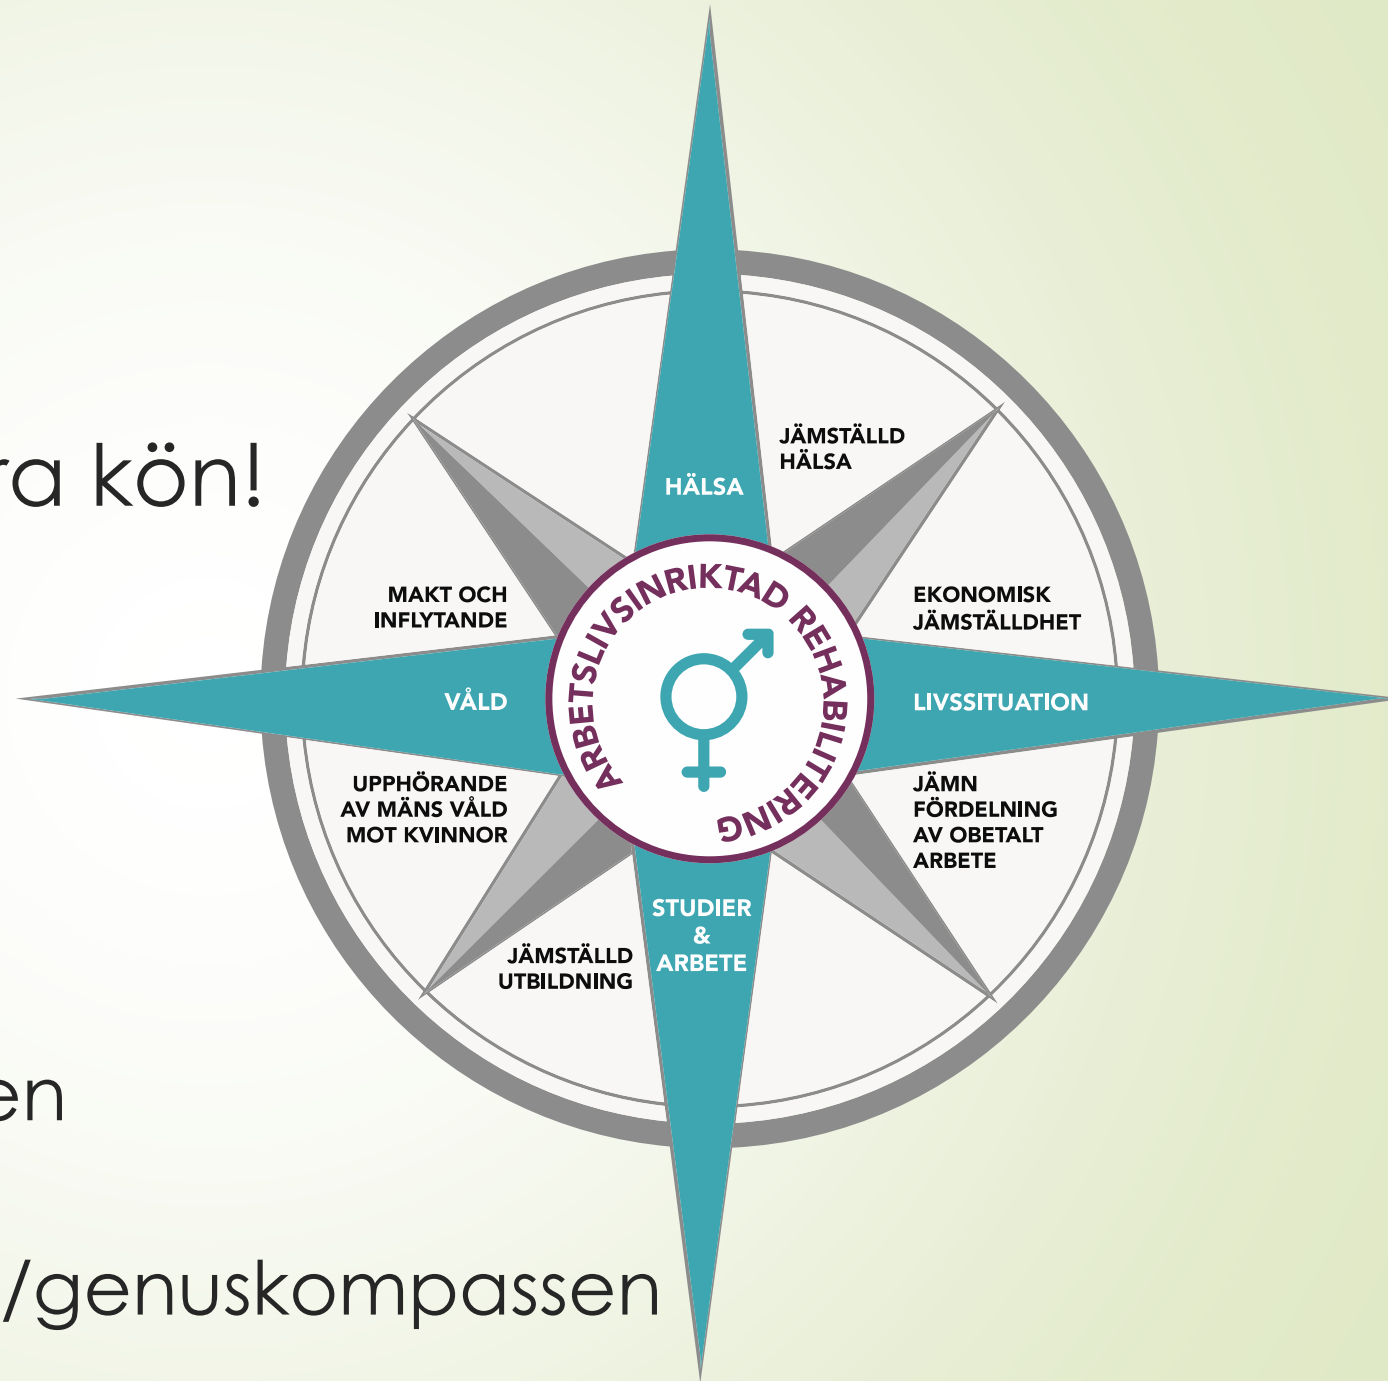 ra kön!
en
/genuskompassen
HÄLSA
JÄMSTÄLLD
HÄLSA
EKONOMISK
JÄMSTÄLLDHET
LIVSSITUATION
JÄMN
FÖRDELNING
AV OBETALT
ARBETE
STUDIER
&
ARBETE
JÄMSTÄLLD
UTBILDNING
UPPHÖRANDE
AV MÄNS VÅLD
MOT KVINNOR
VÅLD
MAKT OCH
INFLYTANDE
ARBETSLIVSINRIKTAD REHABILITERING